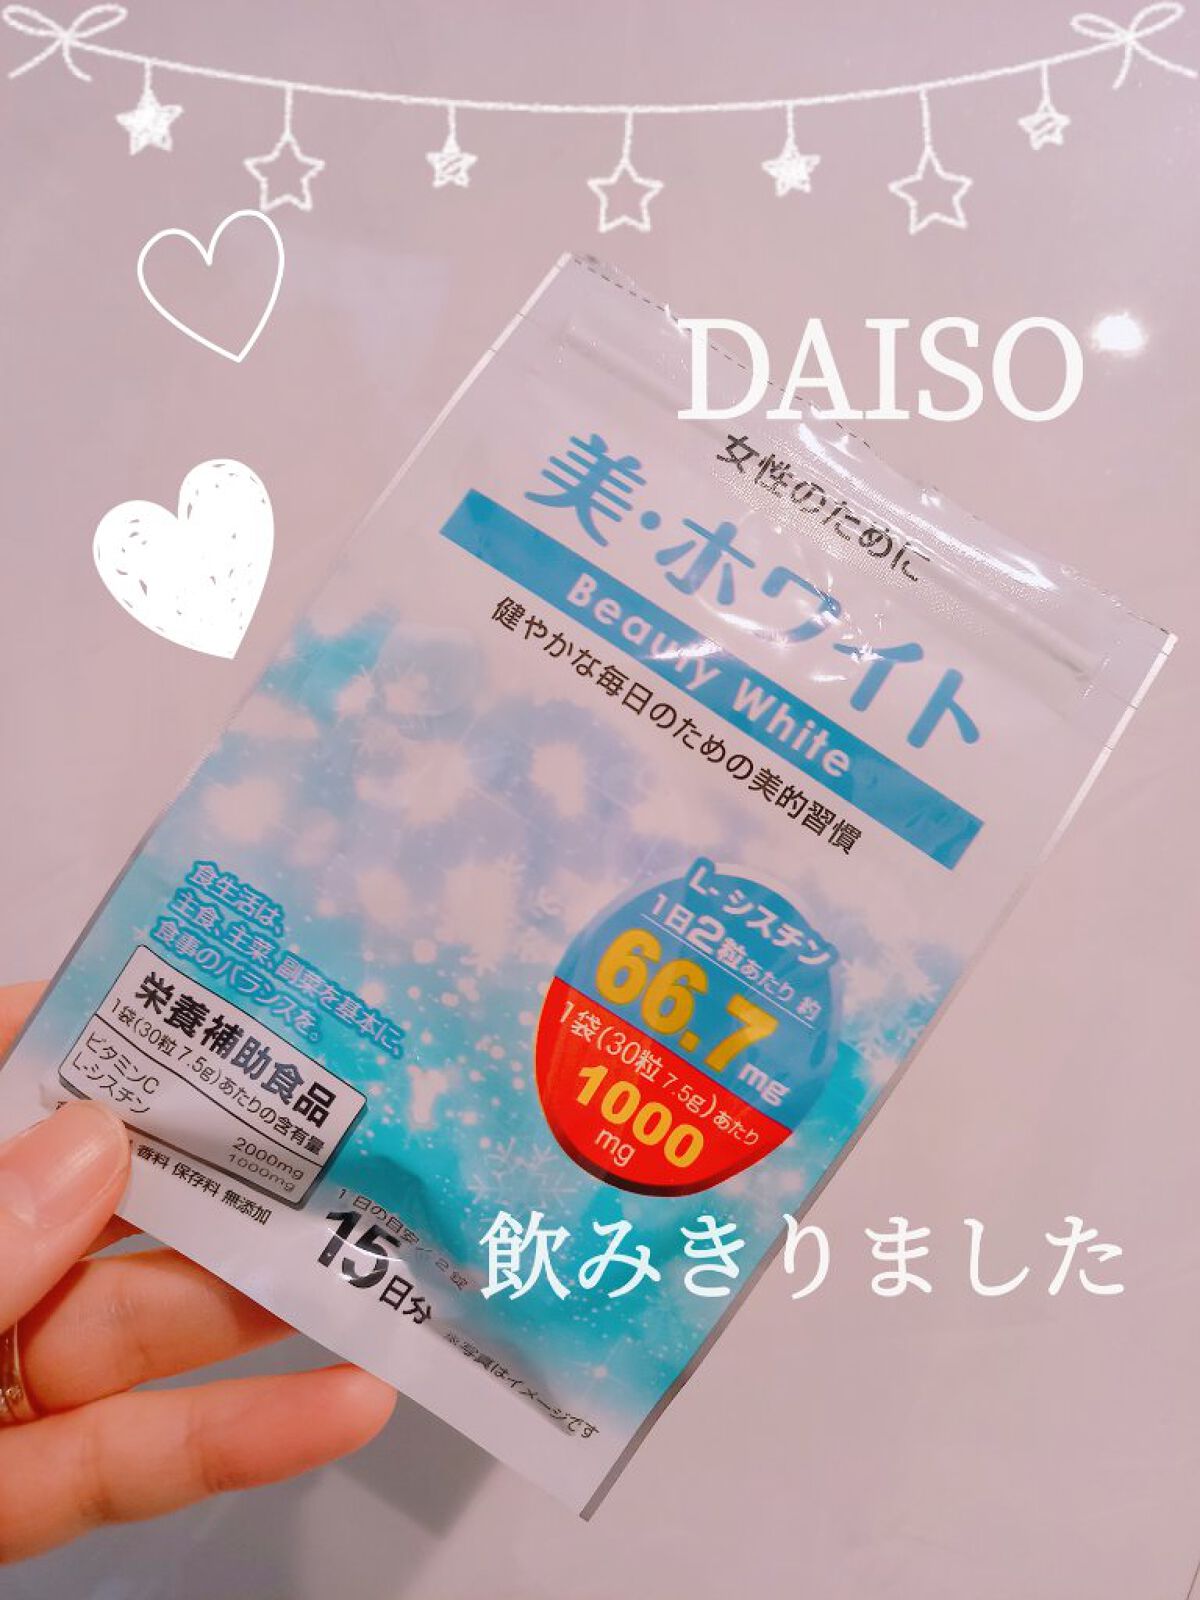 DAISO
女性のために
美・ホワイト
Beauty White
健やかな毎日のための美的習慣
L-シスチン
1日2粒あたり 約
66.7mg
1袋(30粒 7.5g)あたり
1000
mg
食生活は、
主食、主菜、副菜を基本に、
食事のバランスを。
栄養補助食品
1袋(30粒 7.5g)あたりの含有量
ビタミンC 2000mg
L-シスチン 1000mg
香料 保存料 無添加
1日の目安/2錠
15日分
※写真はイメージです
飲みきりました